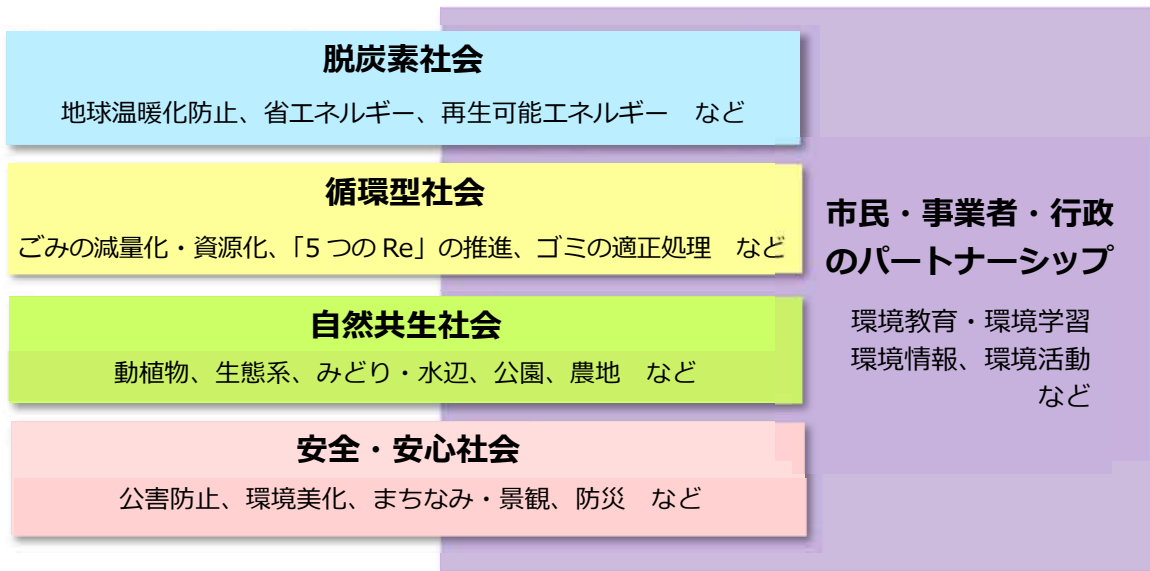 脱炭素社会
地球温暖化防止、省エネルギー、再生可能エネルギー　など
循環型社会
ごみの減量化・資源化、「5 つの Re」の推進、ゴミの適正処理　など
自然共生社会
動植物、生態系、みどり・水辺、公園、農地　など
安全・安心社会
公害防止、環境美化、まちなみ・景観、防災　など
市民・事業者・行政
のパートナーシップ
環境教育・環境学習
環境情報、環境活動
など